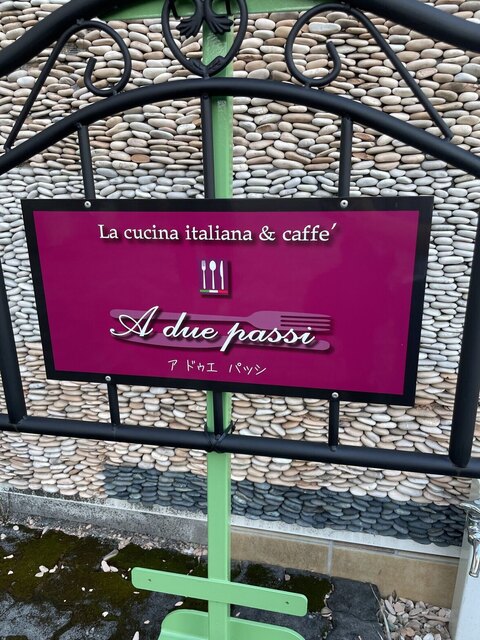 La cucina italiana & caffe´
A due passi
ア ドゥエ パッシ